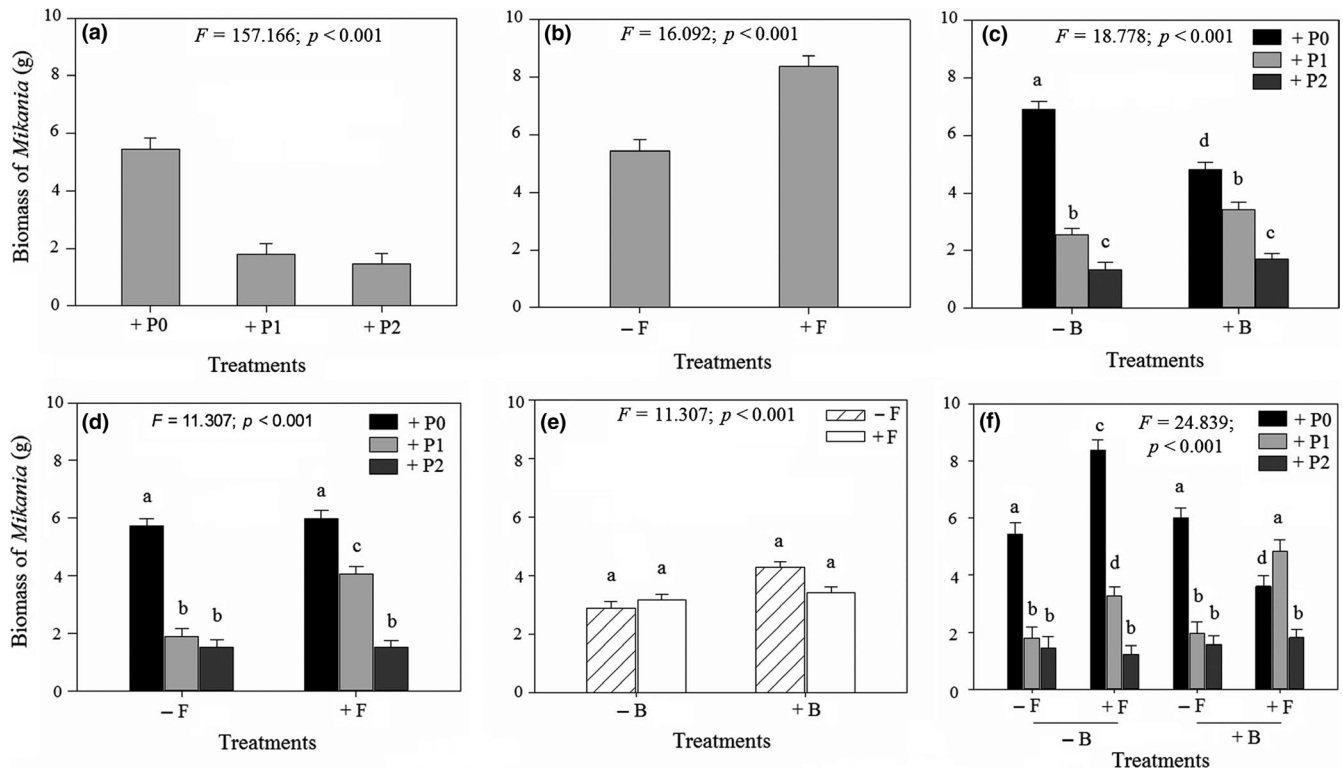 (a) F = 157.166; p < 0.001
10
8
6
4
2
0
Biomass of Mikania (g)
+ P0 + P1 + P2
Treatments
(b) F = 16.092; p < 0.001
10
8
6
4
2
0
– F + F
Treatments
(c) F = 18.778; p < 0.001
+ P0
+ P1
+ P2
10
8
6
4
2
0
a b c d b c
– B + B
Treatments
(d) F = 11.307; p < 0.001
+ P0
+ P1
+ P2
10
8
6
4
2
0
Biomass of Mikania (g)
a b b a c b
– F + F
Treatments
(e) F = 11.307; p < 0.001
– F
+ F
10
8
6
4
2
0
a a a a
– B + B
Treatments
(f) F = 24.839;
p < 0.001
+ P0
+ P1
+ P2
10
8
6
4
2
0
a b b c d b a b b d a b
– F + F – F + F
– B + B
Treatments